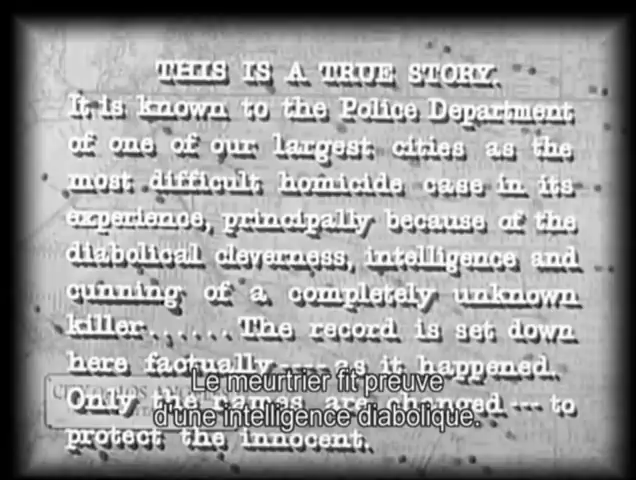 THIS IS A TRUE STORY.
It is known to the Police Department
of one of our largest cities as the
most difficult homicide case in its
experience, principally because of the
diabolical cleverness, intelligence and
cunning of a completely unknown
killer.......The record is set down
here factually----as it happened.
Only the names are changed---to
protect the innocent.
Le meurtrier fit preuve
d'une intelligence diabolique.